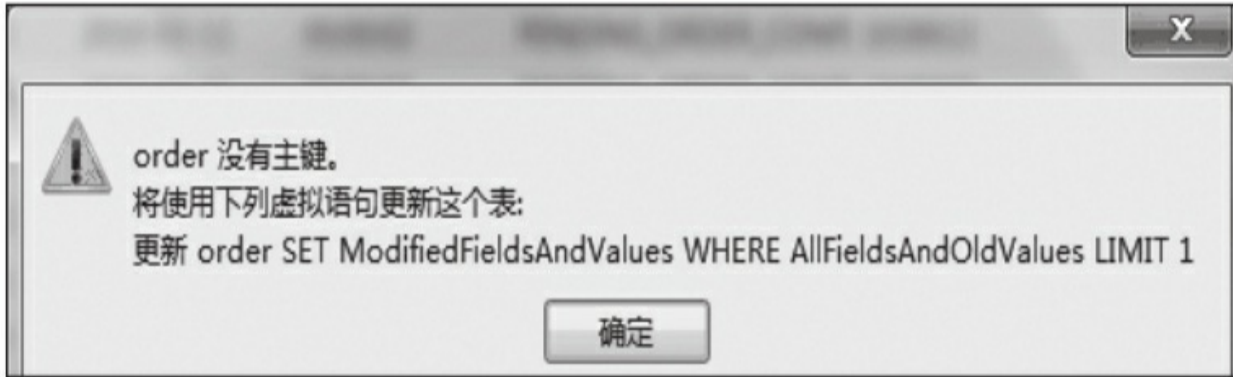 X
order 没有主键。
将使用下列虚拟语句更新这个表:
更新 order SET ModifiedFieldsAndValues WHERE AllFieldsAndOldValues LIMIT 1
确定